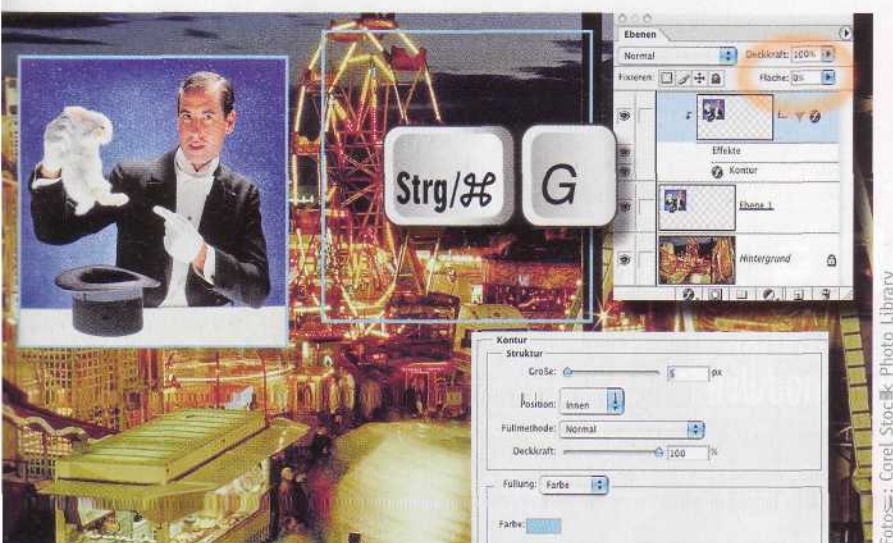 Ebenen
Normal Deckkraft: 100%
Fixieren: Fläche: 0%
E...
Effekte
Kontur
Ebene 1
Hintergrund
Strg/⌘ G
Kontur
Struktur
Größe: 5 px
Position: Innen
Füllmethode: Normal
Deckkraft: 100 %
Füllung: Farbe
Farbe:
Fotos: Corel Stock Photo Library